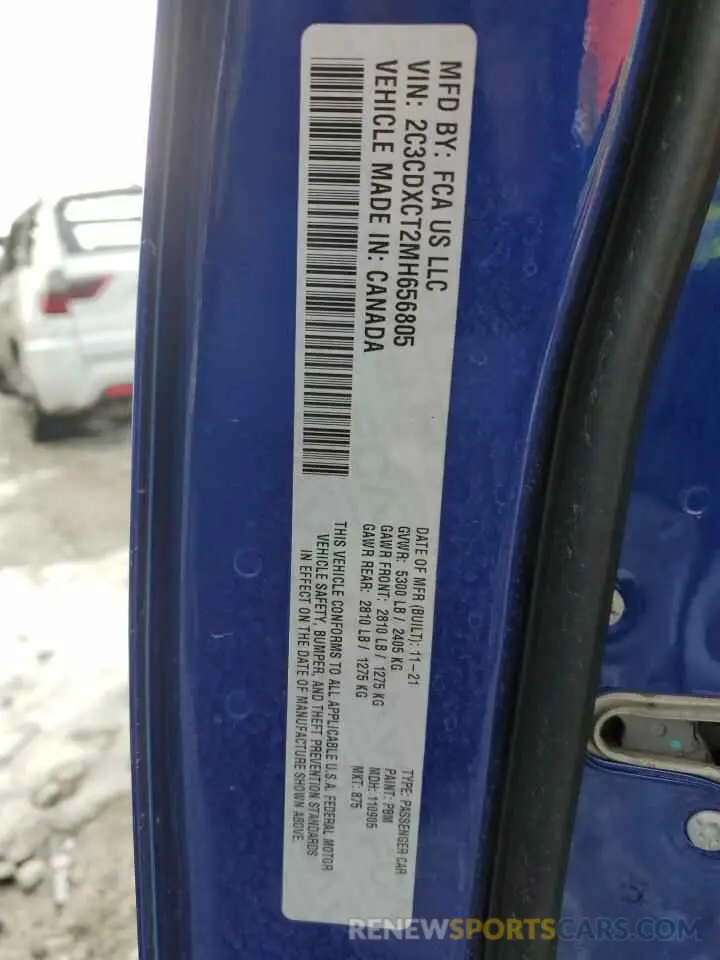 MFD BY: FCA US LLC
VIN: 2C3CDXCT2MH656805
VEHICLE MADE IN: CANADA
DATE OF MFR (BUILT): 11-21
GVWR: 5300 LB / 2405 KG
GAWR FRONT: 2810 LB / 1275 KG
GAWR REAR: 2810 LB / 1275 KG
THIS VEHICLE CONFORMS TO ALL APPLICABLE U.S.A. FEDERAL MOTOR
VEHICLE SAFETY, BUMPER, AND THEFT PREVENTION STANDARDS
IN EFFECT ON THE DATE OF MANUFACTURE SHOWN ABOVE.
TYPE: PASSENGER CAR
PAINT: PBM
MDH: 110905
MKT: 875
RENEWSPORTSCARS.COM